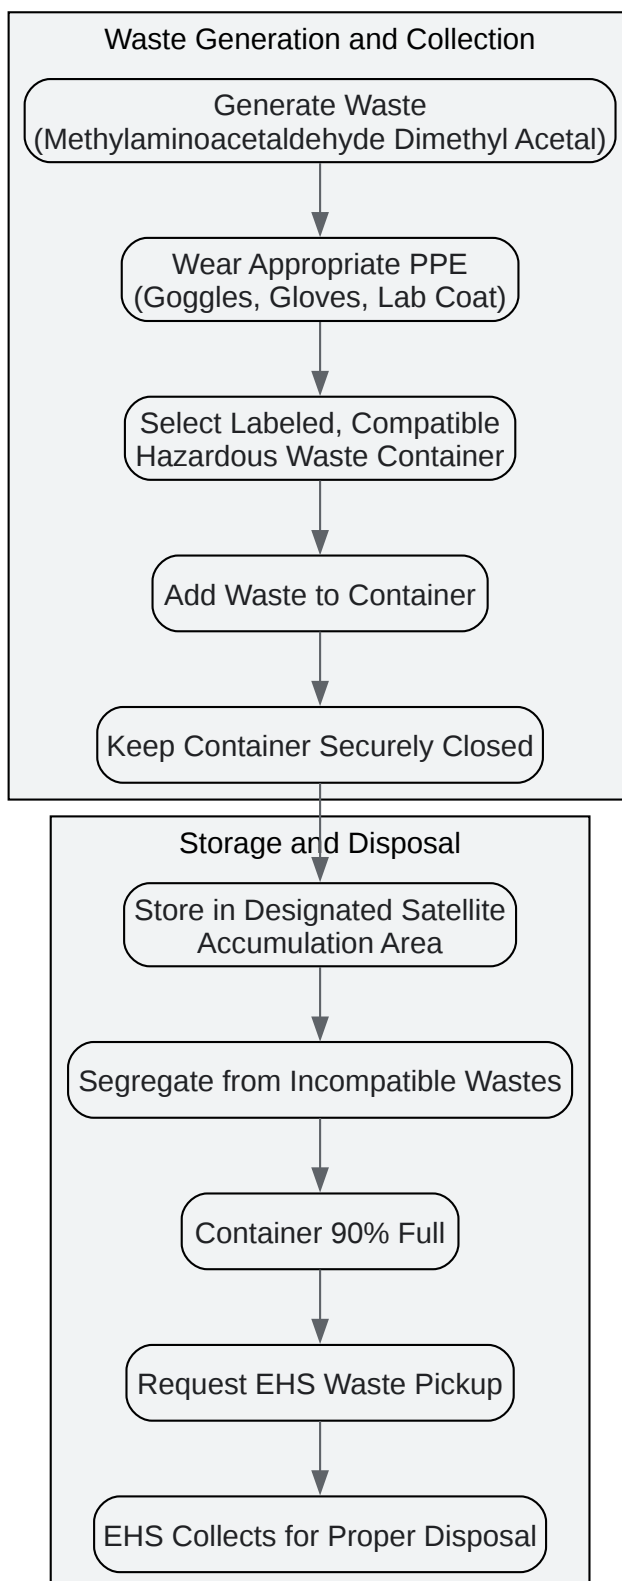 Waste Generation and Collection
Generate Waste
(Methylaminoacetaldehyde Dimethyl Acetal)
Wear Appropriate PPE
(Goggles, Gloves, Lab Coat)
Select Labeled, Compatible
Hazardous Waste Container
Add Waste to Container
Keep Container Securely Closed
Storage and Disposal
Store in Designated Satellite
Accumulation Area
Segregate from Incompatible Wastes
Container 90% Full
Request EHS Waste Pickup
EHS Collects for Proper Disposal